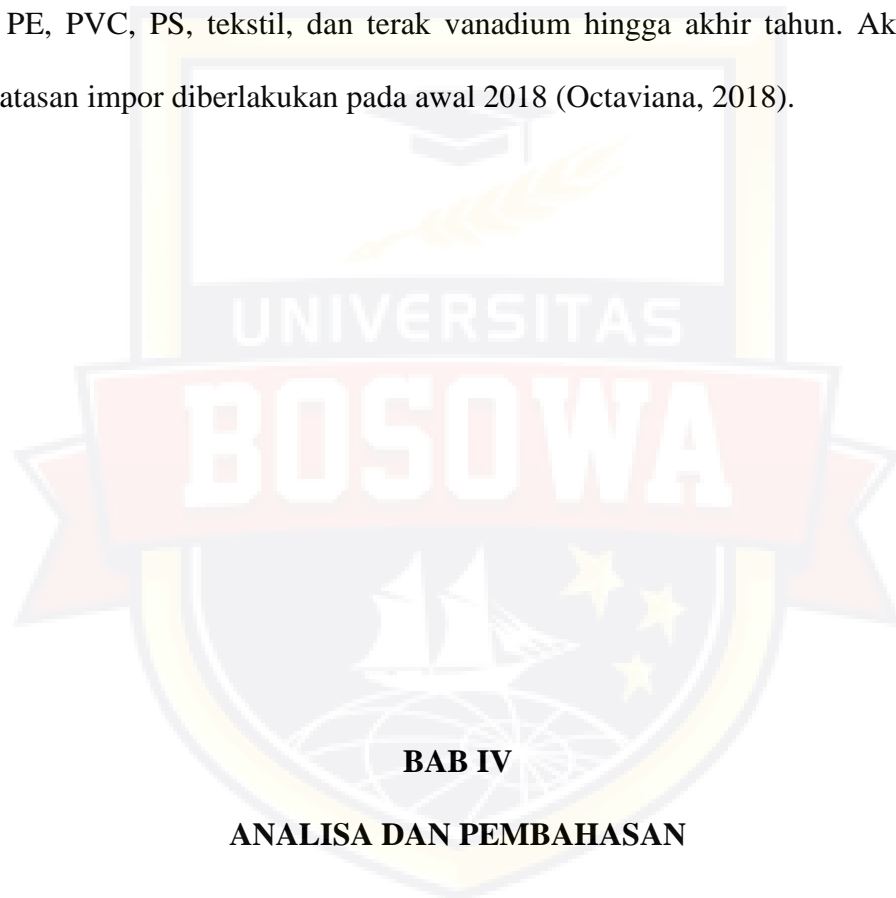 PE, PVC, PS, tekstil, dan terak vanadium hingga akhir tahun. Ak
atasan impor diberlakukan pada awal 2018 (Octaviana, 2018).
UNIVERSITAS
BOSOWA
BAB IV
ANALISA DAN PEMBAHASAN